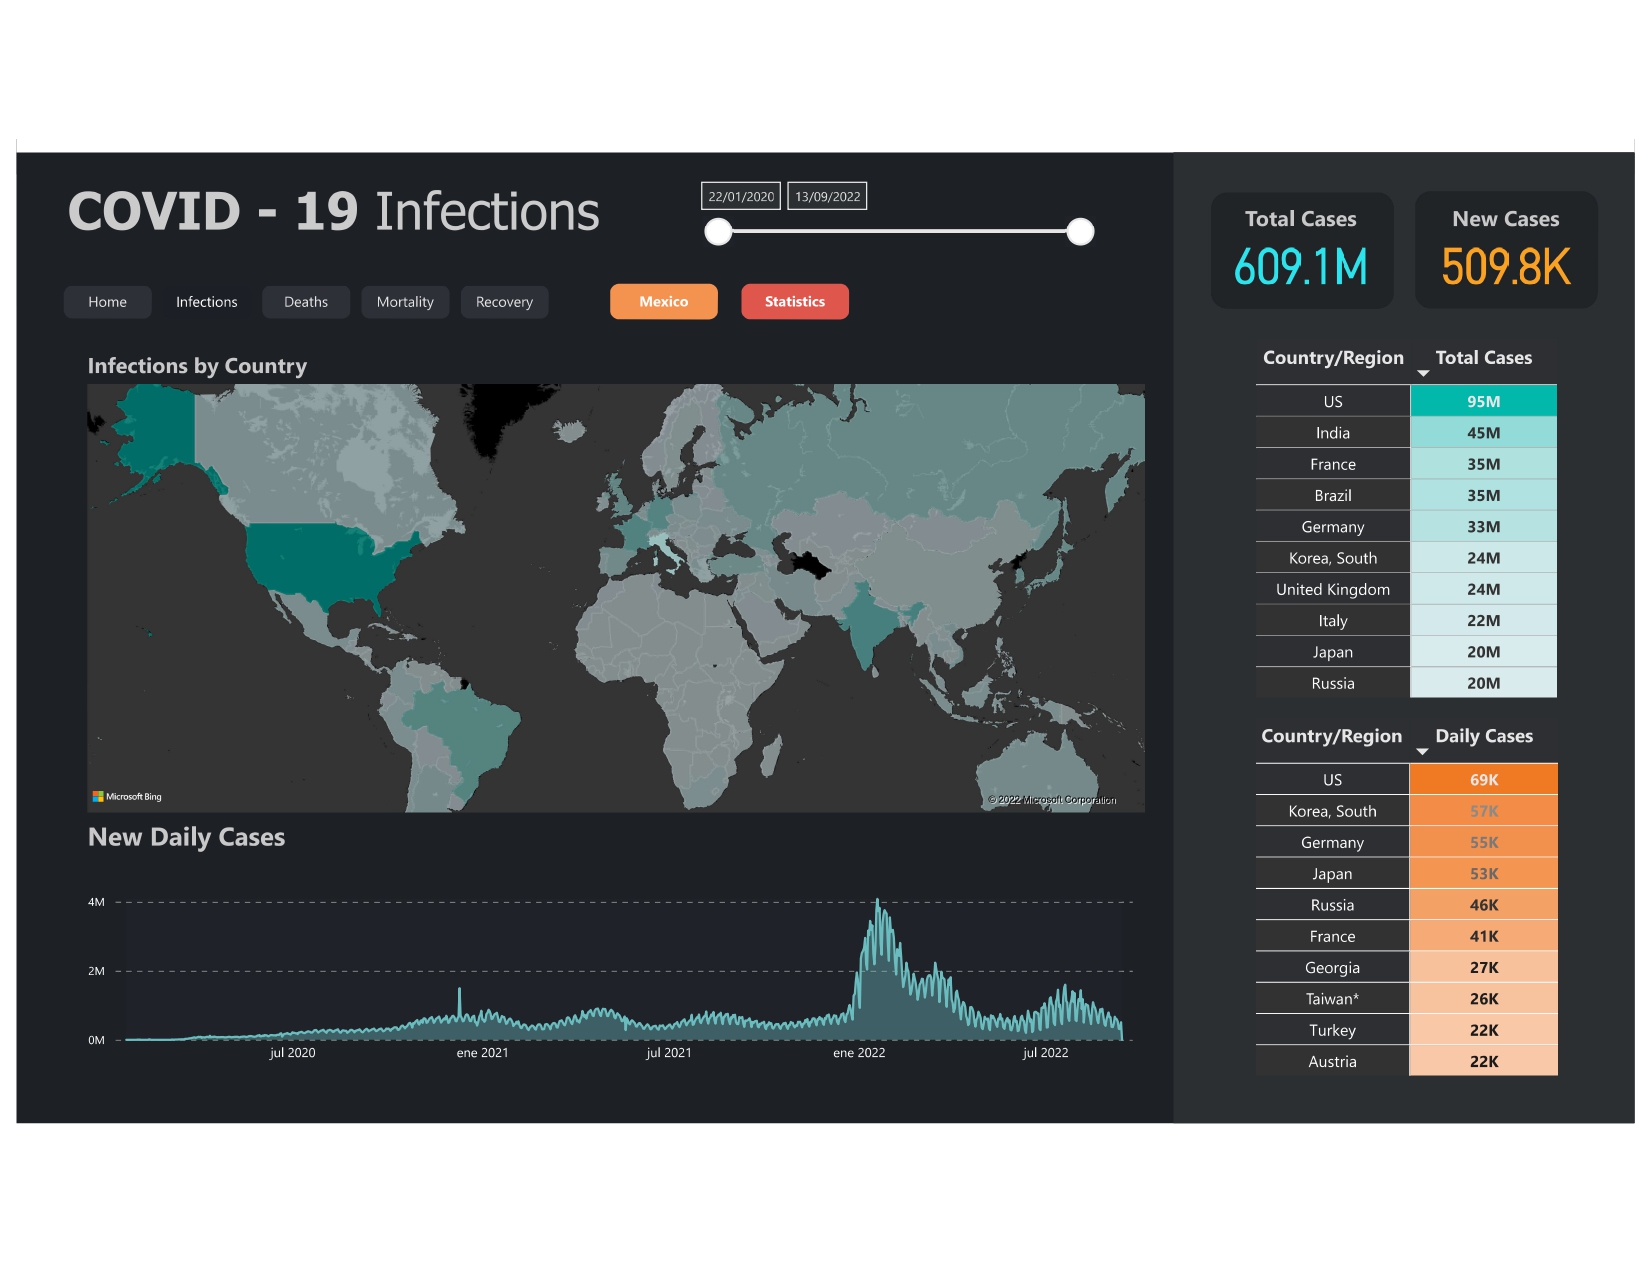 COVID - 19 Infections
22/01/2020 13/09/2022
Home Infections Deaths Mortality Recovery Mexico Statistics
Infections by Country
Microsoft Bing
© 2022 Microsoft Corporation
New Daily Cases
4M
2M
0M
jul 2020 ene 2021 jul 2021 ene 2022 jul 2022
Total Cases
609.1M
New Cases
509.8K
Country/Region Total Cases
US 95M
India 45M
France 35M
Brazil 35M
Germany 33M
Korea, South 24M
United Kingdom 24M
Italy 22M
Japan 20M
Russia 20M
Country/Region Daily Cases
US 69K
Korea, South 57K
Germany 55K
Japan 53K
Russia 46K
France 41K
Georgia 27K
Taiwan* 26K
Turkey 22K
Austria 22K